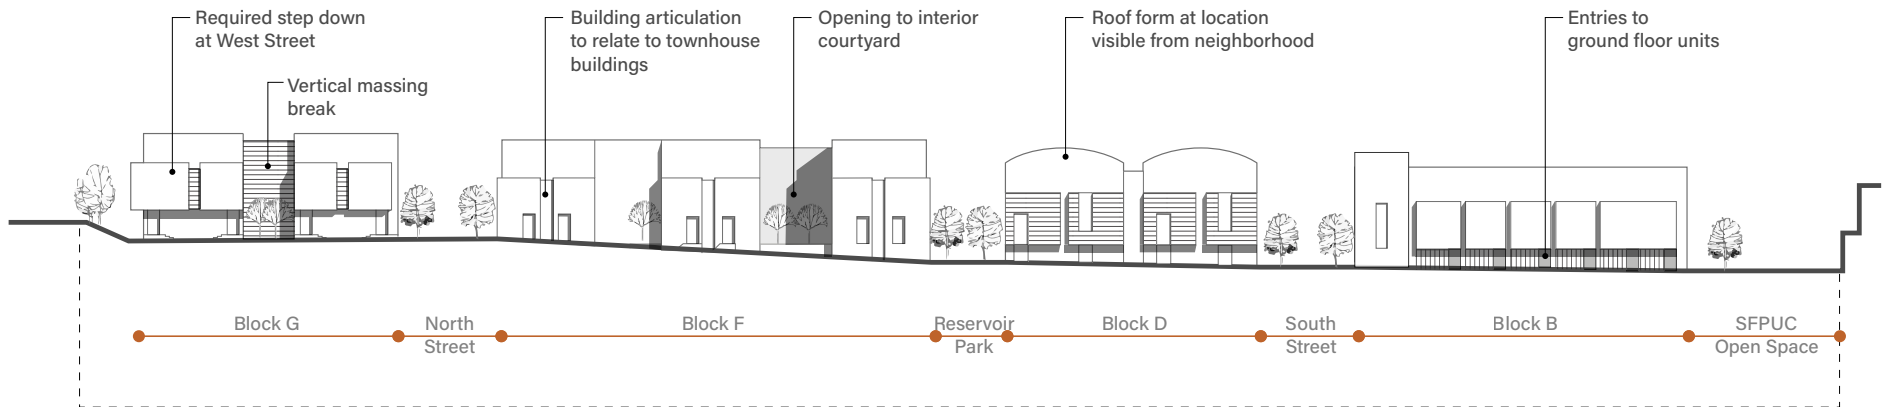 Required step down
at West Street
Vertical massing
break
Building articulation
to relate to townhouse
buildings
Opening to interior
courtyard
Roof form at location
visible from neighborhood
Entries to
ground floor units
Block G
North
Street
Block F
Reservoir
Park
Block D
South
Street
Block B
SFPUC
Open Space